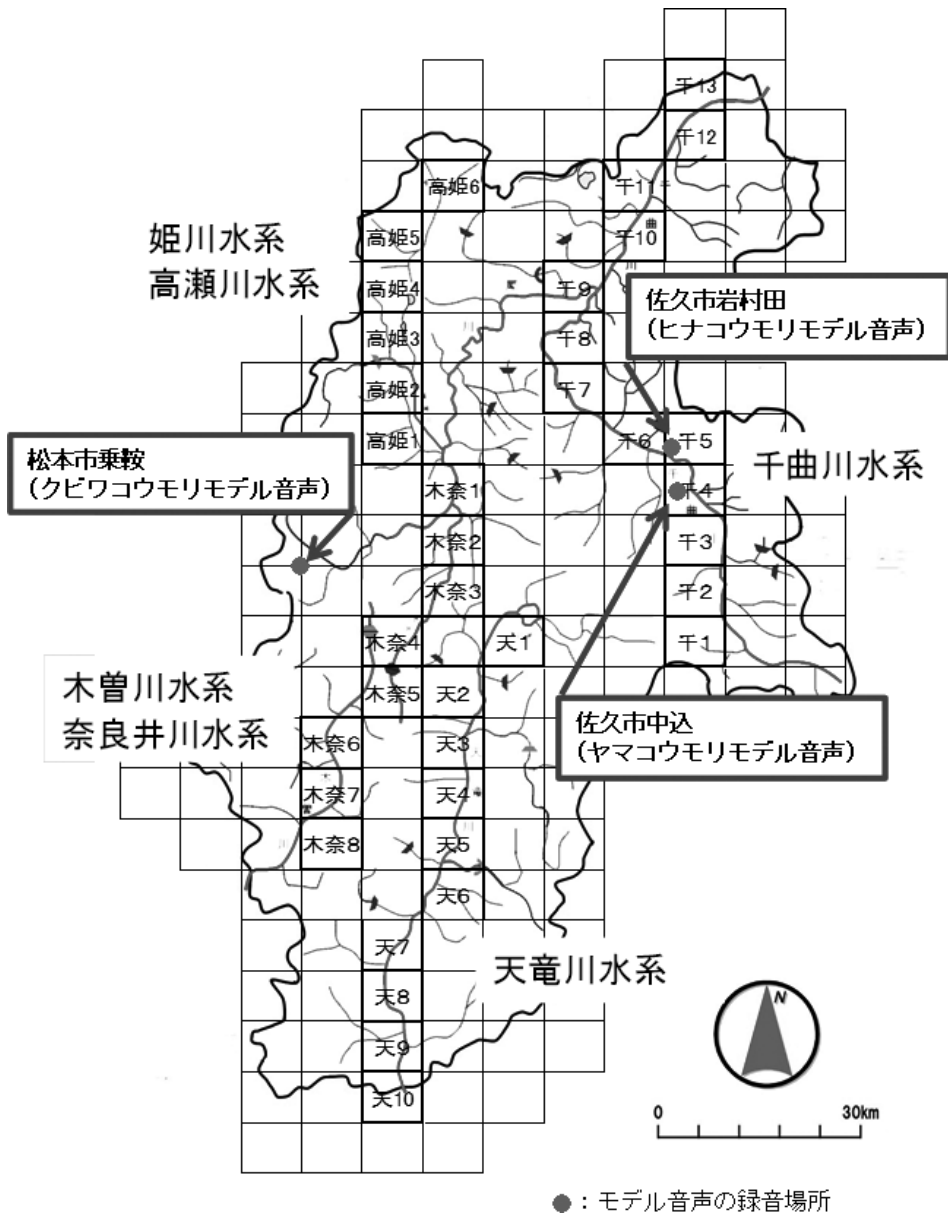 千13
千12
高姫6
千11
姫川水系
高瀬川水系
高姫5
千10
高姫4
千9
佐久市岩村田
(ヒナコウモリモデル音声)
高姫3
千8
高姫2
千7
松本市乗鞍
(クビワコウモリモデル音声)
高姫1
千6
千5
千曲川水系
木奈1
千4
木奈2
千3
木奈3
千2
木奈4
天1
千1
木曽川水系
奈良井川水系
木奈5
天2
佐久市中込
(ヤマコウモリモデル音声)
木奈6
天3
木奈7
天4
木奈8
天5
天6
天7
天竜川水系
天8
天9
天10
N
0 30km
●：モデル音声の録音場所